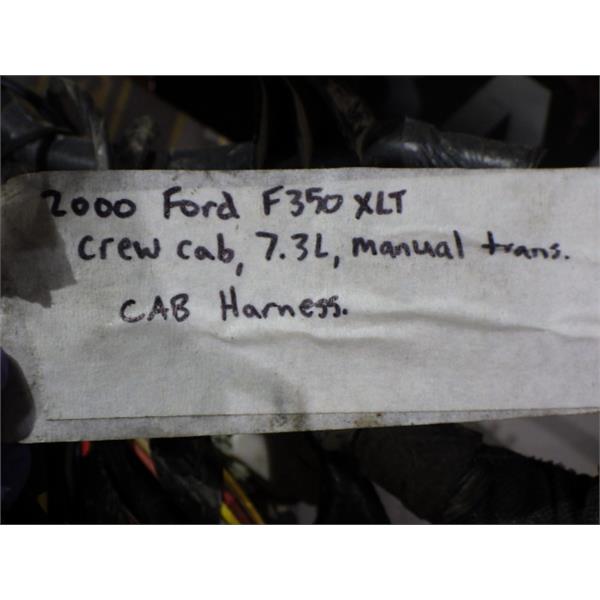 2000 Ford F350 XLT
crew cab, 7.3L, manual trans.
CAB Harness.